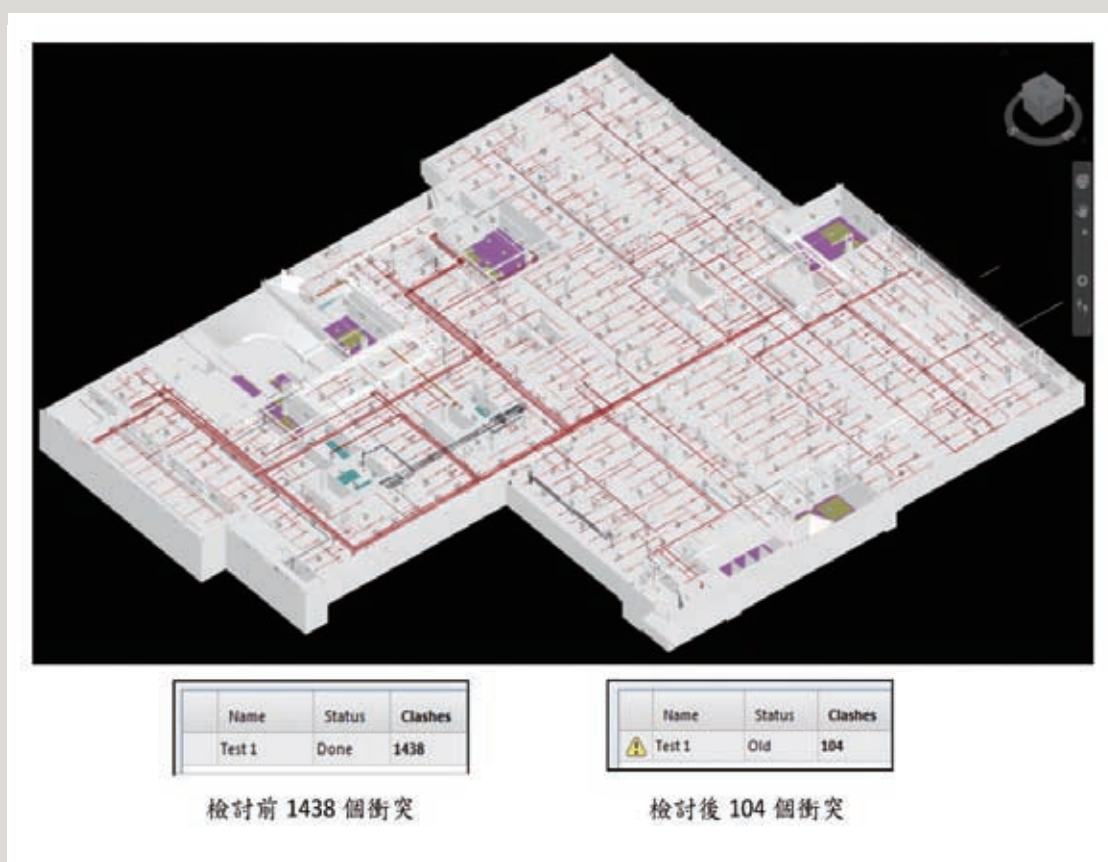 Name Status Clashes
Test 1 Done 1438
檢討前 1438 個衝突
Name Status Clashes
Test 1 Old 104
檢討後 104 個衝突